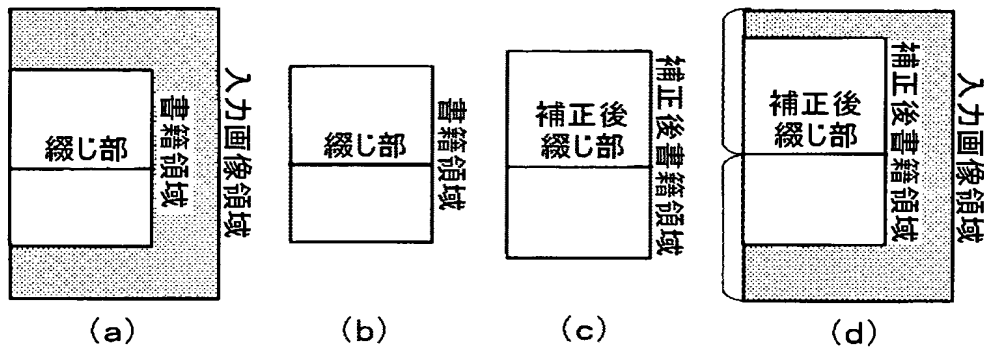 綴じ部
書籍領域
入力画像領域
(a)
綴じ部
書籍領域
(b)
補正後
綴じ部
補正後書籍領域
(c)
補正後
綴じ部
補正後書籍領域
入力画像領域
(d)